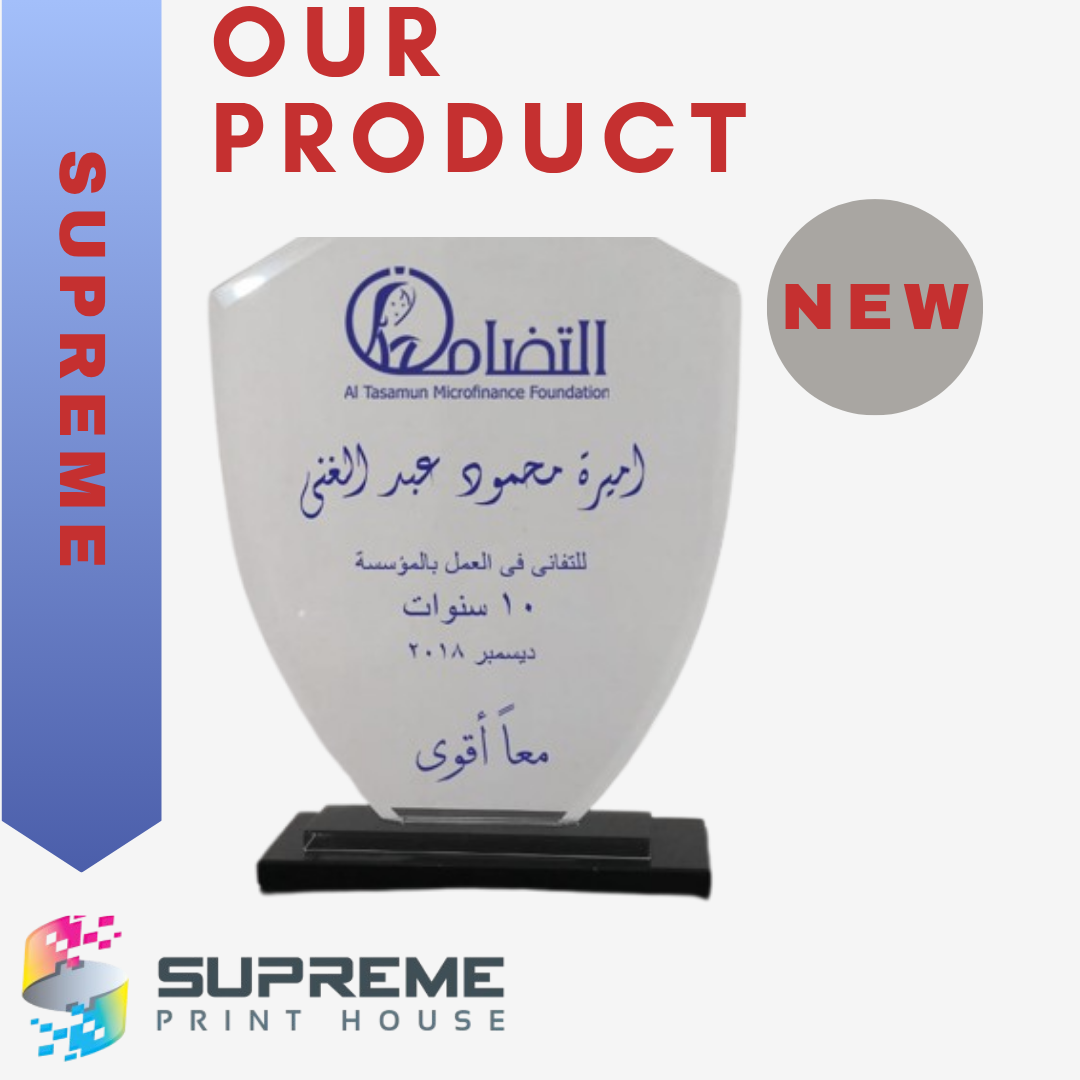 OUR
PRODUCT
SUPREME
NEW
التضامن
Al Tasamun Microfinance Foundation
اميرة محمود عبد الغنى
للتفانى فى العمل بالمؤسسة
١٠ سنوات
ديسمبر ٢٠١٨
معاً أقوى
SUPREME
PRINT HOUSE